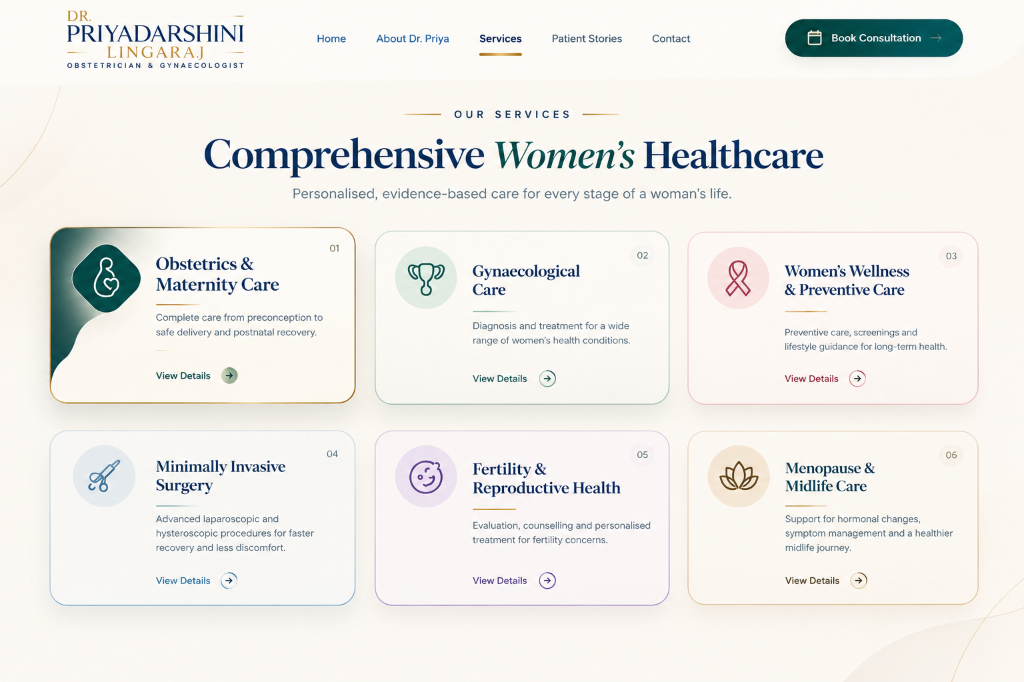 DR.
PRIYADARSHINI
LINGARAJ
OBSTETRICIAN & GYNAECOLOGIST
Home
About Dr. Priya
Services
Patient Stories
Contact
Book Consultation
OUR SERVICES
Comprehensive Women's Healthcare
Personalised, evidence-based care for every stage of a woman's life.
01
Obstetrics &
Maternity Care
Complete care from preconception to
safe delivery and postnatal recovery.
View Details
02
Gynaecological
Care
Diagnosis and treatment for a wide
range of women's health conditions.
View Details
03
Women's Wellness
& Preventive Care
Preventive care, screenings and
lifestyle guidance for long-term health.
View Details
04
Minimally Invasive
Surgery
Advanced laparoscopic and
hysteroscopic procedures for faster
recovery and less discomfort.
View Details
05
Fertility &
Reproductive Health
Evaluation, counselling and personalised
treatment for fertility concerns.
View Details
06
Menopause &
Midlife Care
Support for hormonal changes,
symptom management and a healthier
midlife journey.
View Details